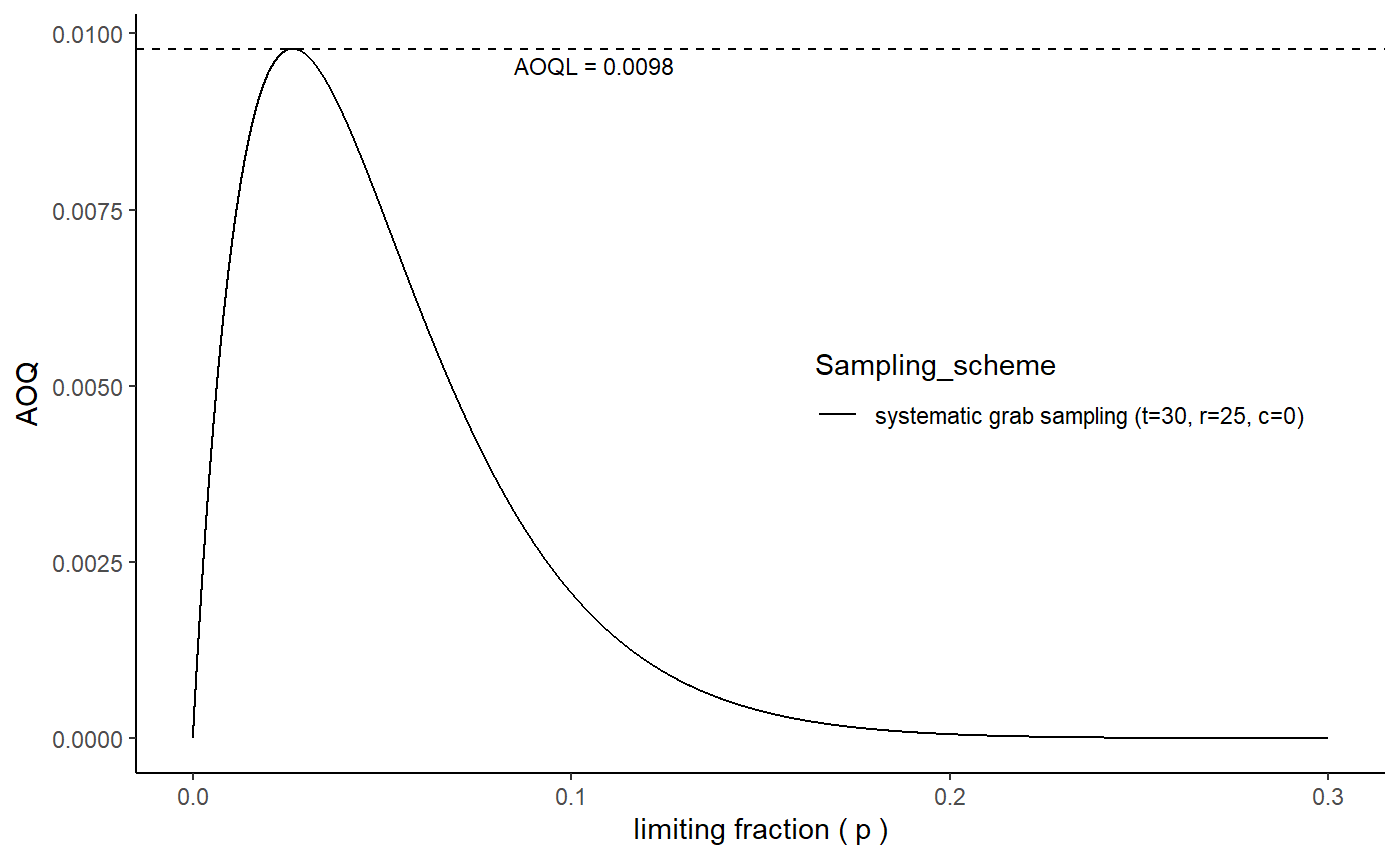 0.0100
AOQL = 0.0098
0.0075
AOQ
0.0050
Sampling_scheme
systematic grab sampling (t=30, r=25, c=0)
0.0025
0.0000
0.0 0.1 0.2 0.3
limiting fraction ( p )